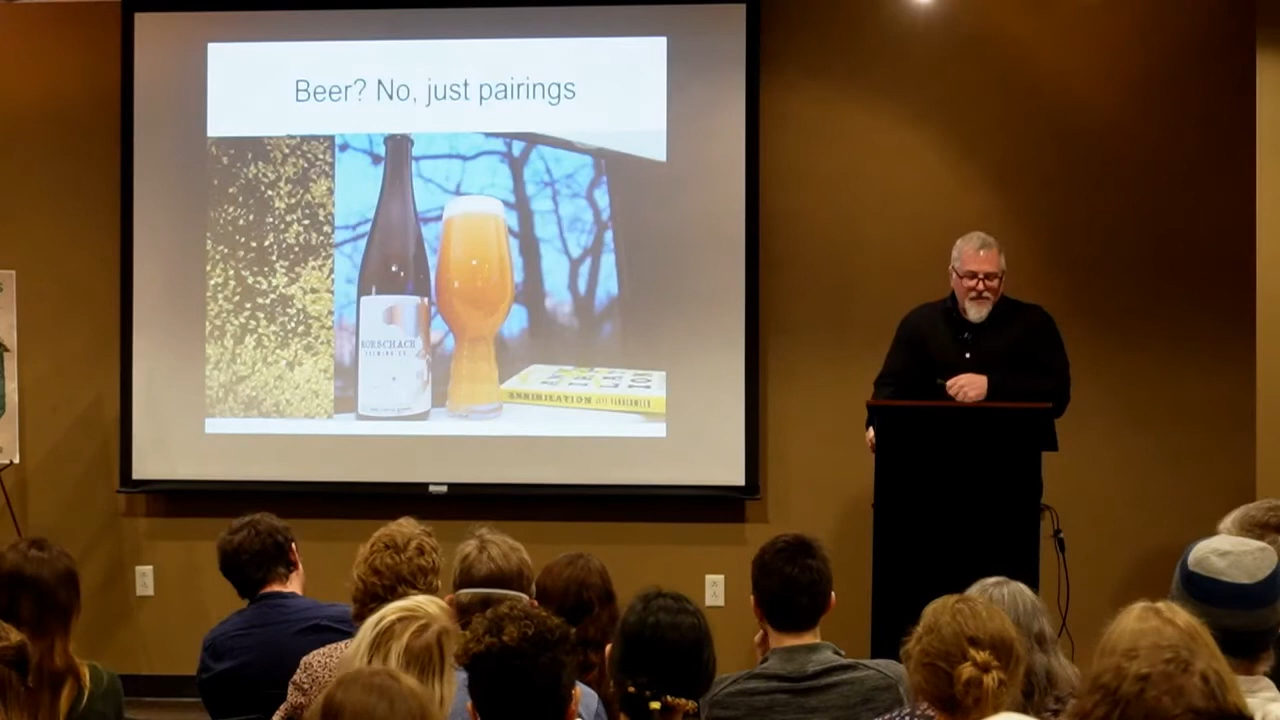 Beer? No, just pairings
RORSCHACH
BREWING CO.
ANNIHILATION JEFF VANDERMEER